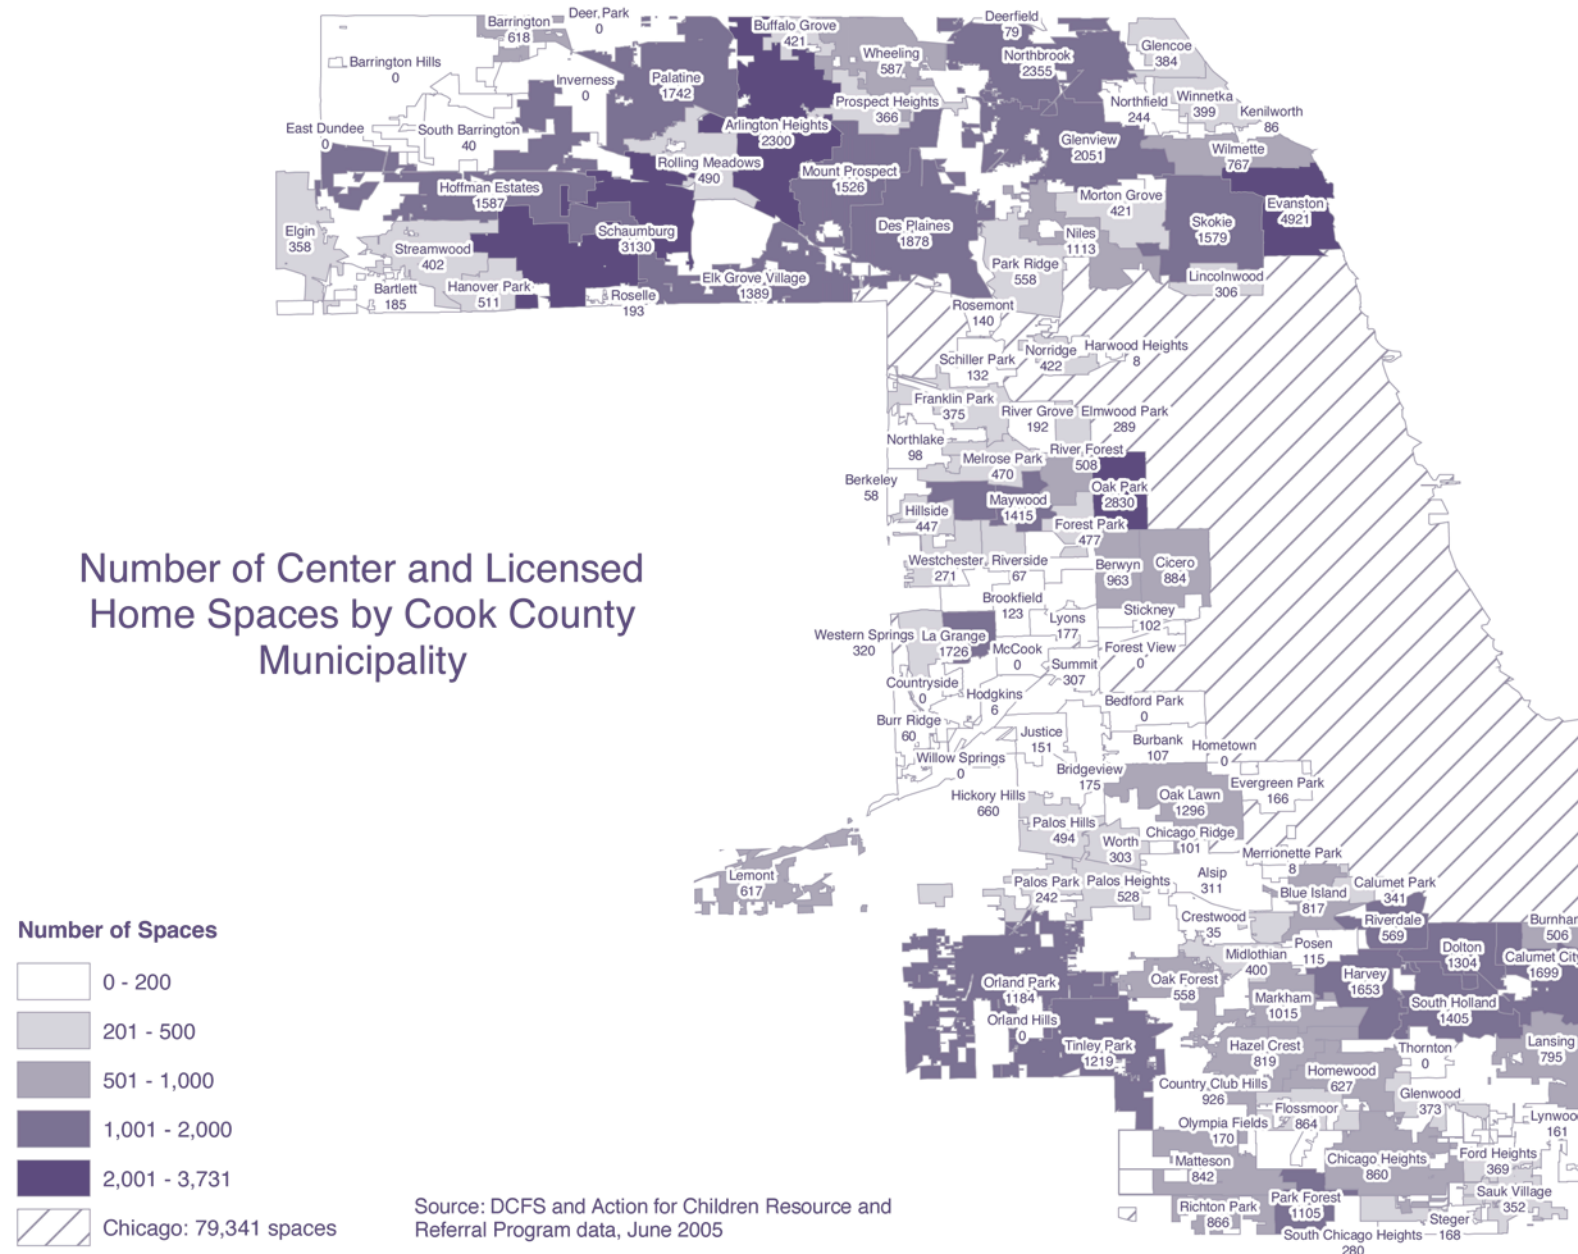 Deer Park
0
Barrington
618
Buffalo Grove
421
Deerfield
79
Barrington Hills
0
Wheeling
587
Northbrook
2355
Glencoe
384
Inverness
0
Palatine
1742
Prospect Heights
366
Northfield
244
Winnetka
399
Kenilworth
86
East Dundee
0
South Barrington
40
Arlington Heights
2300
Glenview
2051
Wilmette
767
Rolling Meadows
490
Mount Prospect
1526
Hoffman Estates
1587
Morton Grove
421
Evanston
4921
Elgin
358
Streamwood
402
Schaumburg
3130
Des Plaines
1878
Niles
1113
Skokie
1579
Park Ridge
558
Lincolnwood
306
Bartlett
185
Hanover Park
511
Roselle
193
Elk Grove Village
1389
Rosemont
140
Schiller Park
132
Norridge
422
Harwood Heights
8
Franklin Park
375
River Grove
192
Elmwood Park
289
Northlake
98
Melrose Park
470
River Forest
508
Berkeley
58
Maywood
1415
Oak Park
2830
Hillside
447
Forest Park
477
Westchester
271
Riverside
67
Berwyn
963
Cicero
884
Number of Center and Licensed
Home Spaces by Cook County
Municipality
Brookfield
123
Lyons
177
Stickney
102
Western Springs
320
La Grange
1726
McCook
0
Forest View
0
Summit
307
Countryside
0
Hodgkins
6
Bedford Park
0
Burr Ridge
60
Justice
151
Burbank
107
Hometown
0
Willow Springs
0
Bridgeview
175
Evergreen Park
166
Hickory Hills
660
Oak Lawn
1296
Palos Hills
494
Worth
303
Chicago Ridge
101
Merrionette Park
8
Lemont
617
Palos Park
242
Palos Heights
528
Alsip
311
Blue Island
817
Calumet Park
341
Crestwood
35
Riverdale
569
Burnham
506
Midlothian
400
Posen
115
Dolton
1304
Calumet City
1699
Orland Park
1184
Oak Forest
558
Harvey
1653
Markham
1015
South Holland
1405
Orland Hills
0
Tinley Park
1219
Hazel Crest
819
Thornton
0
Lansing
795
Homewood
627
Country Club Hills
926
Glenwood
373
Flossmoor
864
Olympia Fields
170
Lynwoo
161
Matteson
842
Chicago Heights
860
Ford Heights
369
Richton Park
866
Park Forest
1105
Sauk Village
352
Steger
168
South Chicago Heights
280
Number of Spaces
0 - 200
201 - 500
501 - 1,000
1,001 - 2,000
2,001 - 3,731
Chicago: 79,341 spaces
Source: DCFS and Action for Children Resource and
Referral Program data, June 2005